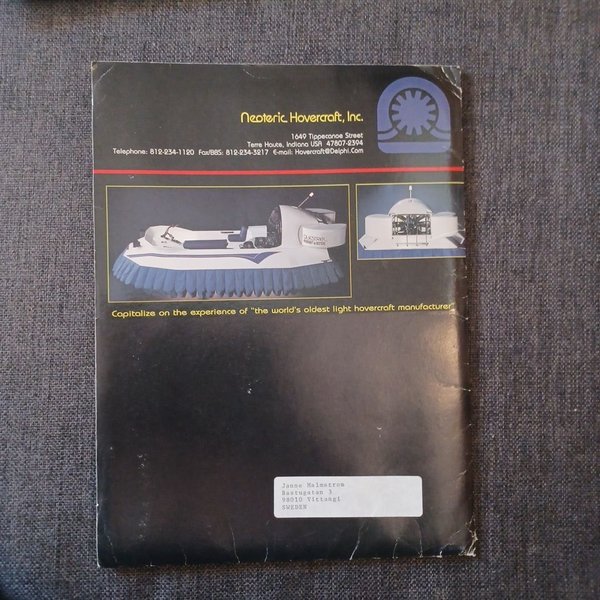 Neoteric Hovercraft, Inc.
1649 Tippecanoe Street
Terre Haute, Indiana USA 47807-2394
Telephone: 812-234-1120 Fax/BBS: 812-234-3217 E-mail: Hovercraft@Delphi.Com
Capitalize on the experience of "the world's oldest light hovercraft manufacturer"
Janne Malmstrom
Bastugatan 3
98010 Vittangi
SWEDEN